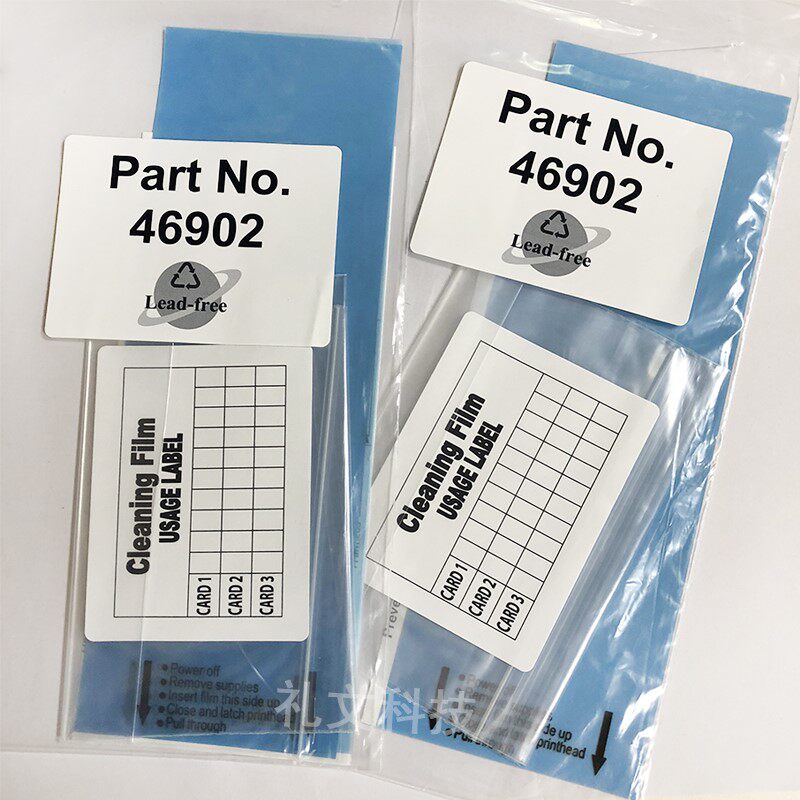 Part No.
46902
Lead-free
Cleaning Film
USAGE LABEL
CARD 1
CARD 2
CARD 3
• Power off
• Remove supplies
• Insert film this side up
• Close and latch printhead
• Pull through
Part No.
46902
Lead-free
Cleaning Film
USAGE LABEL
CARD 1
CARD 2
CARD 3
Preve
side up
printhead
礼文科技